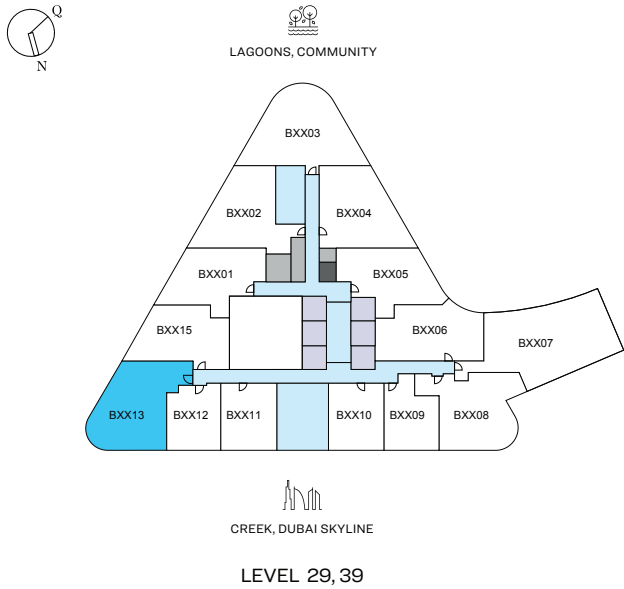 Q
N
LAGOONS, COMMUNITY
BXX03
BXX02
BXX04
BXX01
BXX05
BXX15
BXX06
BXX07
BXX13
BXX12
BXX11
BXX10
BXX09
BXX08
CREEK, DUBAI SKYLINE
LEVEL 29, 39